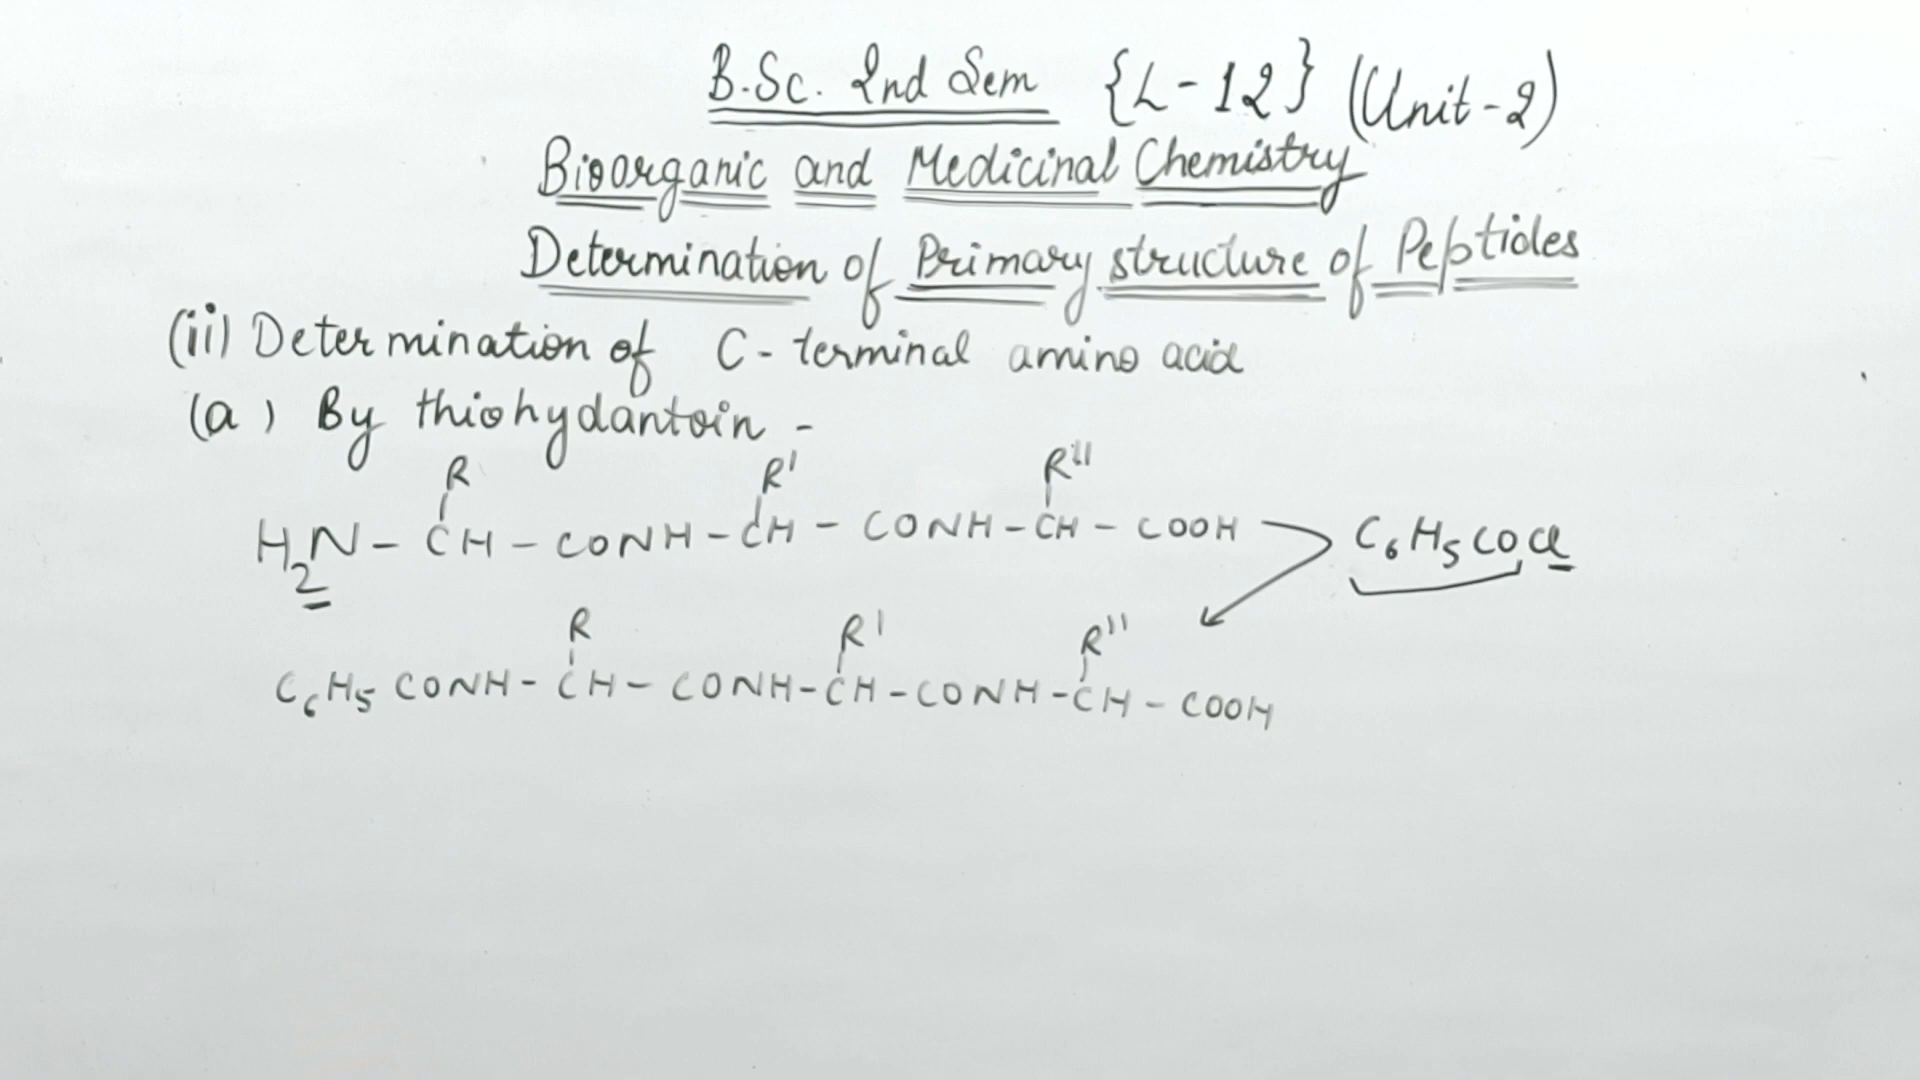 B.Sc. 2nd Sem {L-12} (Unit-2)
Bioorganic and Medicinal Chemistry
Determination of Primary structure of Peptides
(ii) Determination of C-terminal amino acid
(a) By thiohydantoin -
R R' R"
H₂N - CH - CONH - CH - CONH - CH - COOH C₆H₅COCl
R R' R"
C₆H₅CONH - CH - CONH - CH - CONH - CH - COOH